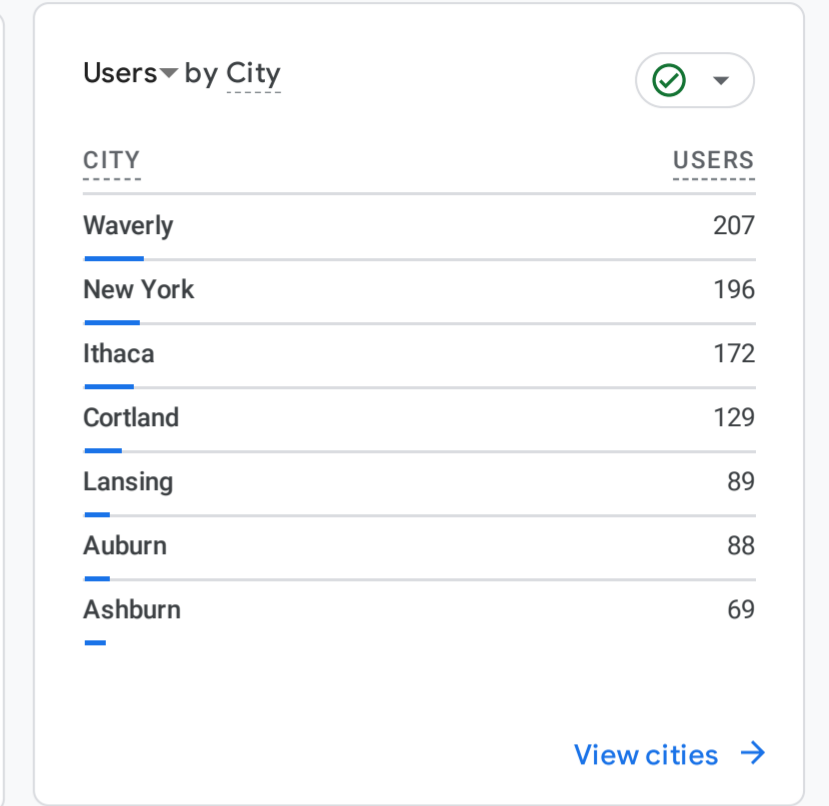 Users by City
CITY USERS
Waverly 207
New York 196
Ithaca 172
Cortland 129
Lansing 89
Auburn 88
Ashburn 69
View cities